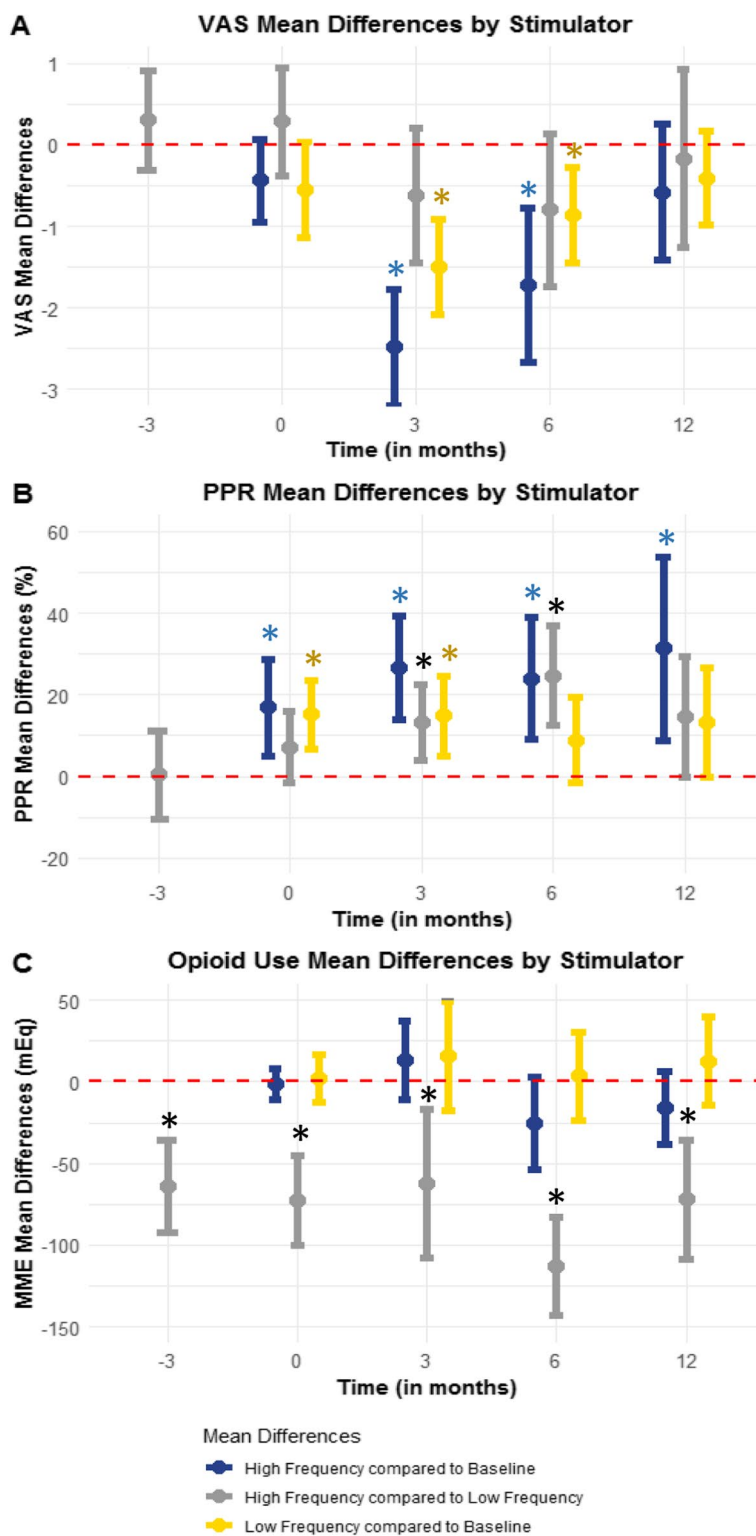 A
VAS Mean Differences by Stimulator
VAS Mean Differences
1
0
-1
-2
-3
* * * *
-3 0 3 6 12
Time (in months)
B
PPR Mean Differences by Stimulator
PPR Mean Differences (%)
60
40
20
0
-20
* * * * * * * *
-3 0 3 6 12
Time (in months)
C
Opioid Use Mean Differences by Stimulator
MME Mean Differences (mEq)
50
0
-50
-100
-150
* * * * *
-3 0 3 6 12
Time (in months)
Mean Differences
High Frequency compared to Baseline
High Frequency compared to Low Frequency
Low Frequency compared to Baseline